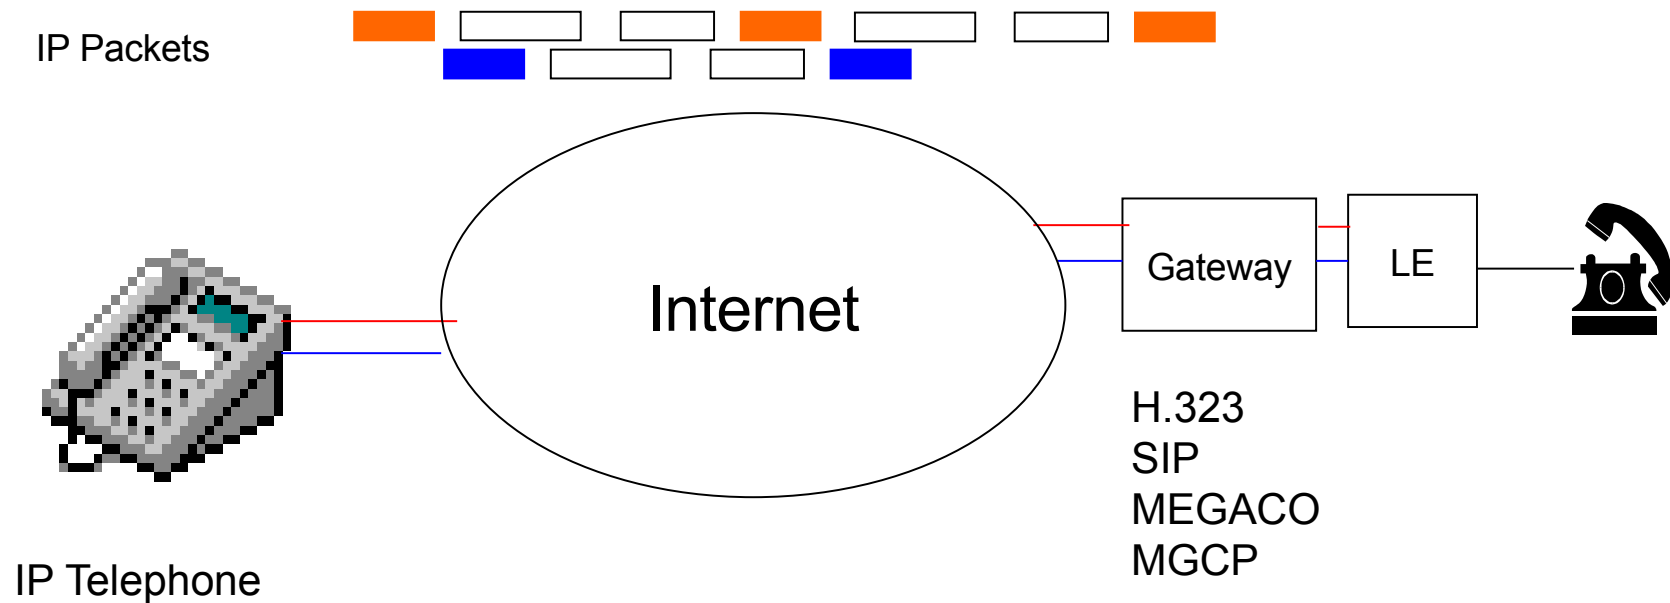 IP Packets
Internet
Gateway
LE
H.323
SIP
MEGACO
MGCP
IP Telephone